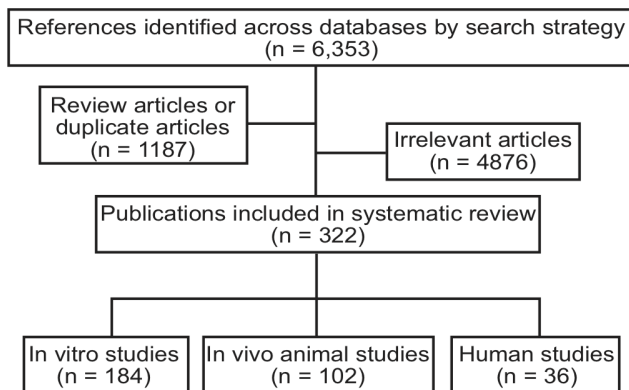 References identified across databases by search strategy
(n = 6,353)
Review articles or
duplicate articles
(n = 1187)
Irrelevant articles
(n = 4876)
Publications included in systematic review
(n = 322)
In vitro studies
(n = 184)
In vivo animal studies
(n = 102)
Human studies
(n = 36)